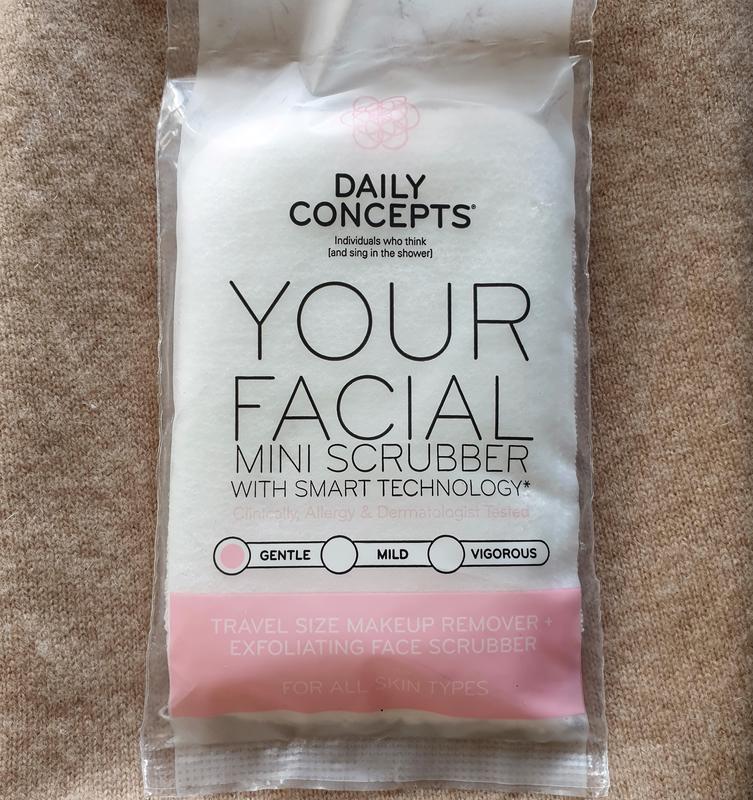 DAILY
CONCEPTS®
Individuals who think
[and sing in the shower]
YOUR
FACIAL
MINI SCRUBBER
WITH SMART TECHNOLOGY*
Clinically, Allergy & Dermatologist Tested
GENTLE MILD VIGOROUS
TRAVEL SIZE MAKEUP REMOVER +
EXFOLIATING FACE SCRUBBER
FOR ALL SKIN TYPES